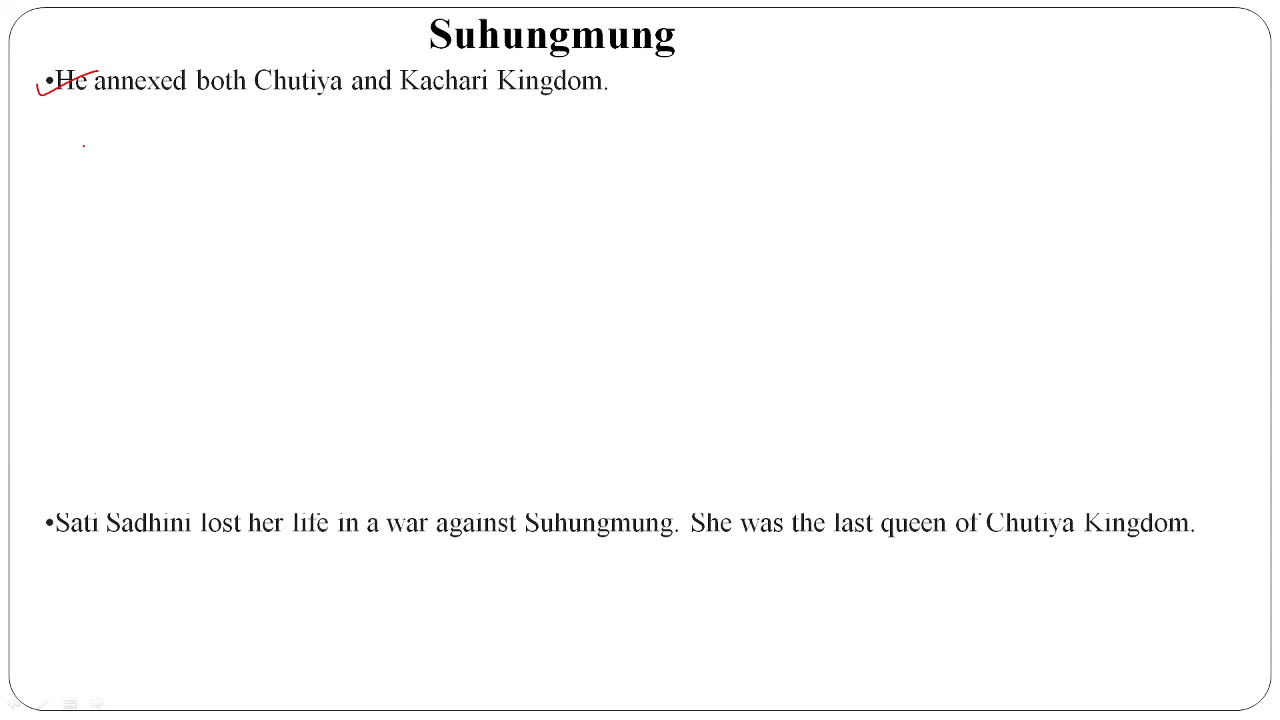 Suhungmung
•He annexed both Chutiya and Kachari Kingdom.
•Sati Sadhini lost her life in a war against Suhungmung. She was the last queen of Chutiya Kingdom.